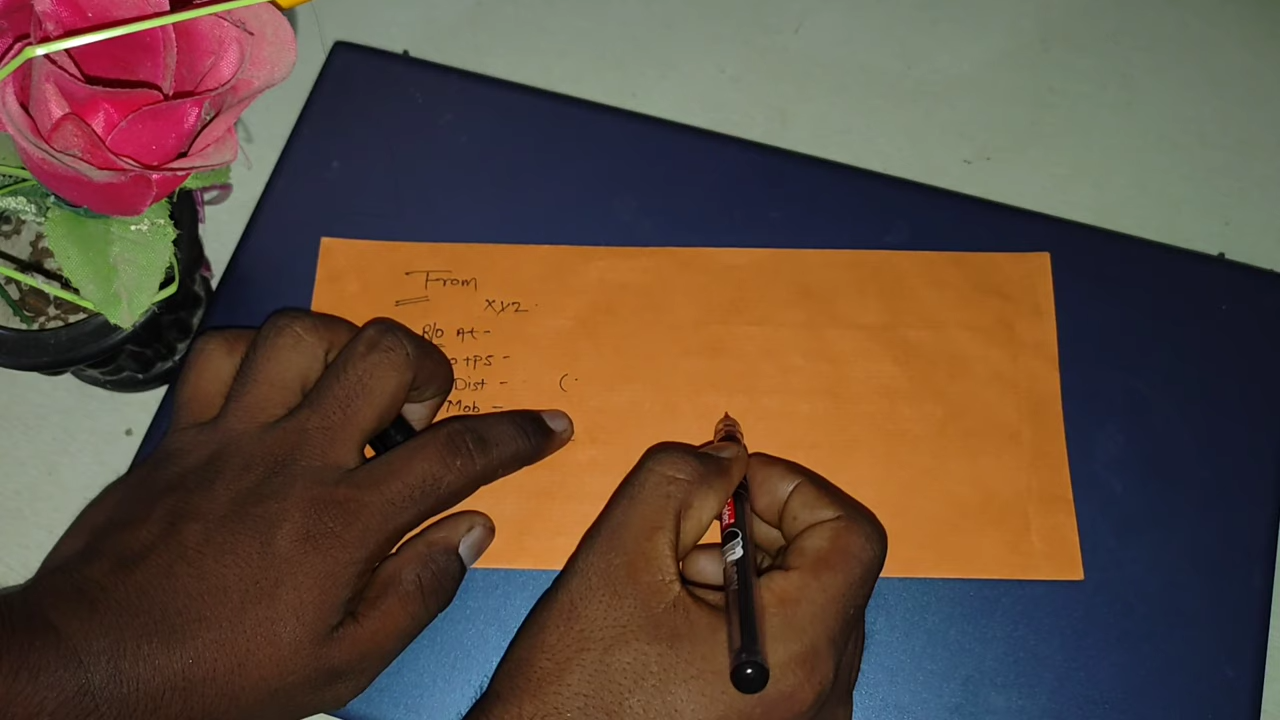 From
XYZ.
R/o At-
o +PS -
Dist - (.
Mob -